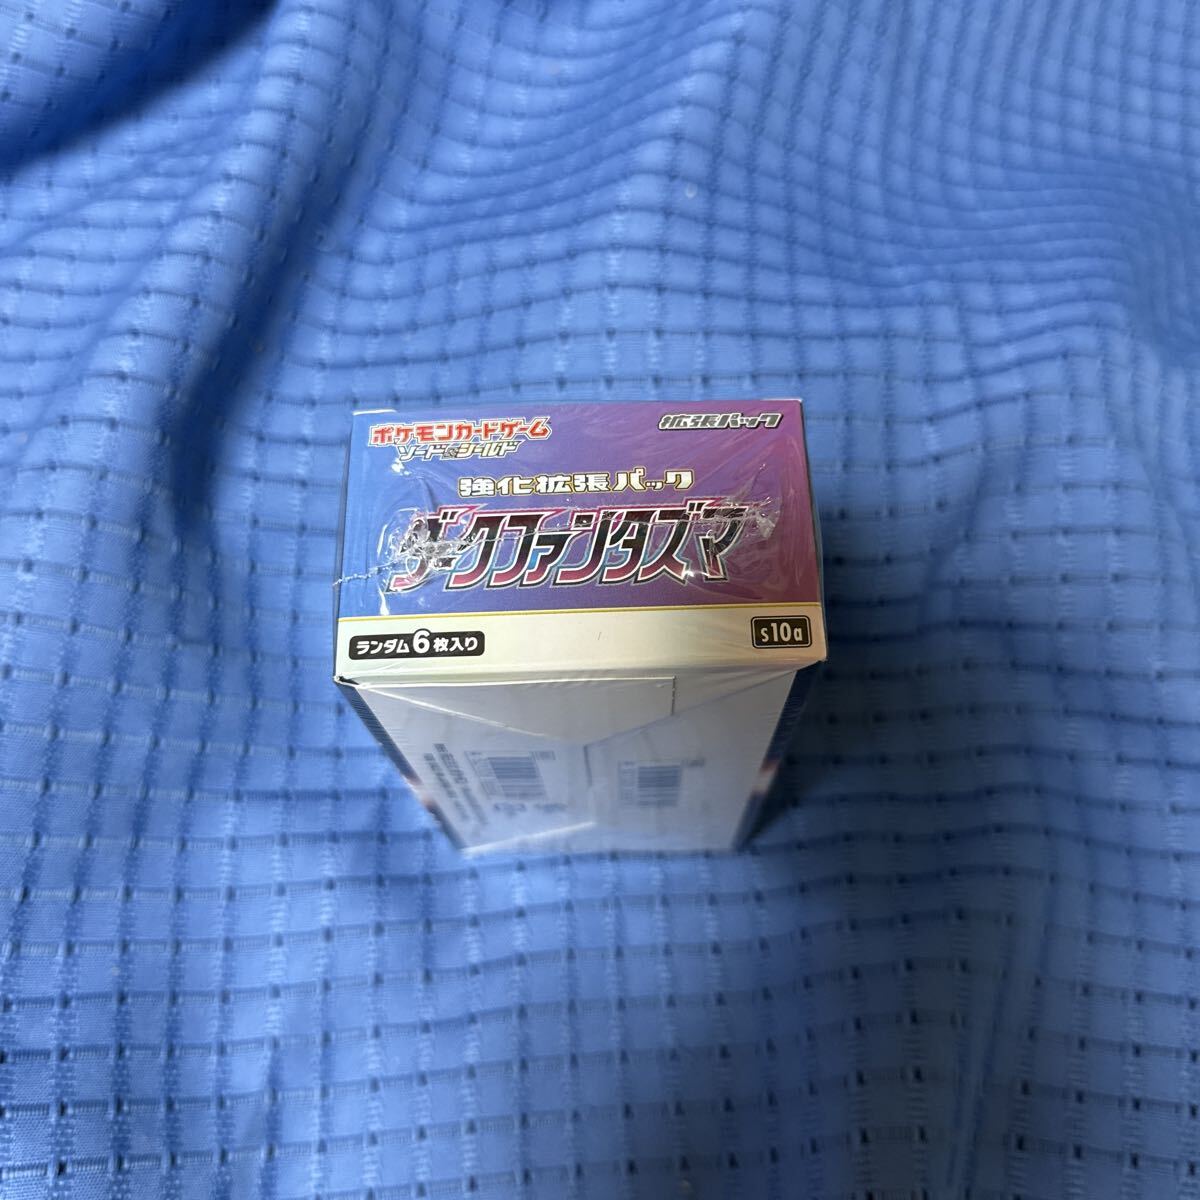 ポケモンカードゲーム
ソード&シールド
拡張パック
強化拡張パック
ダークファンタズマ
ランダム6枚入り
s10a